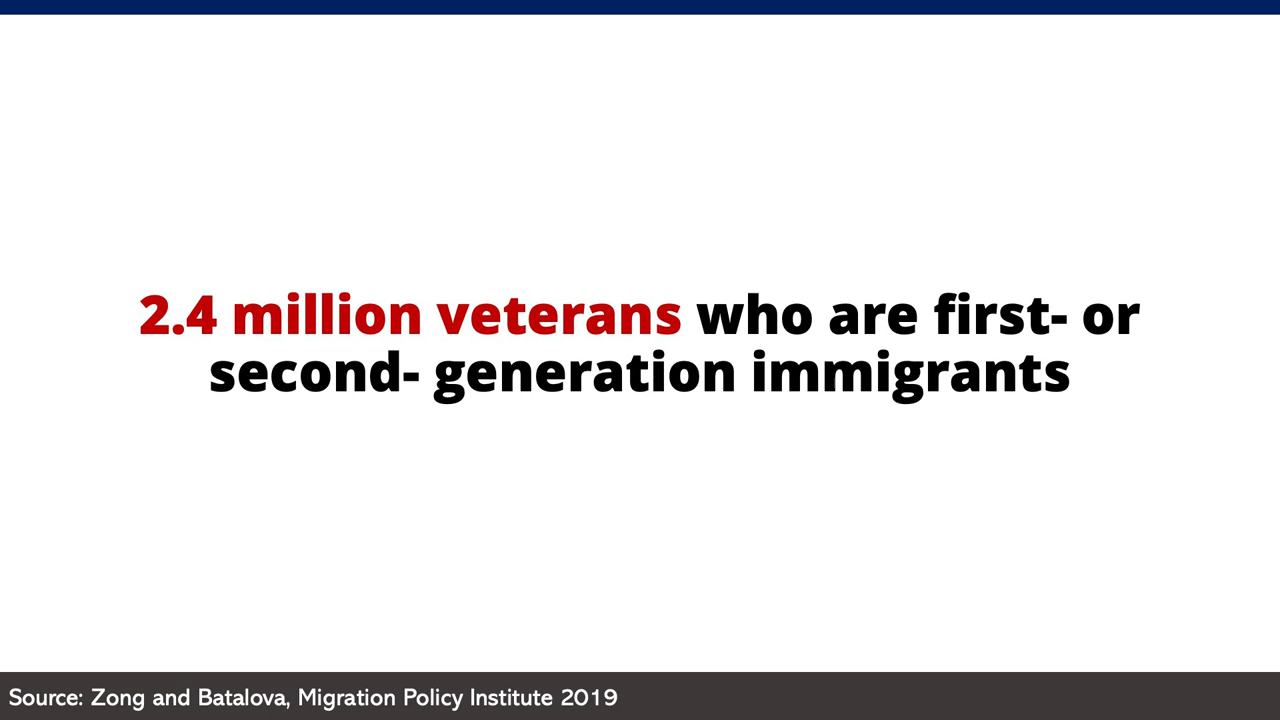 2.4 million veterans who are first- or
second- generation immigrants
Source: Zong and Batalova, Migration Policy Institute 2019